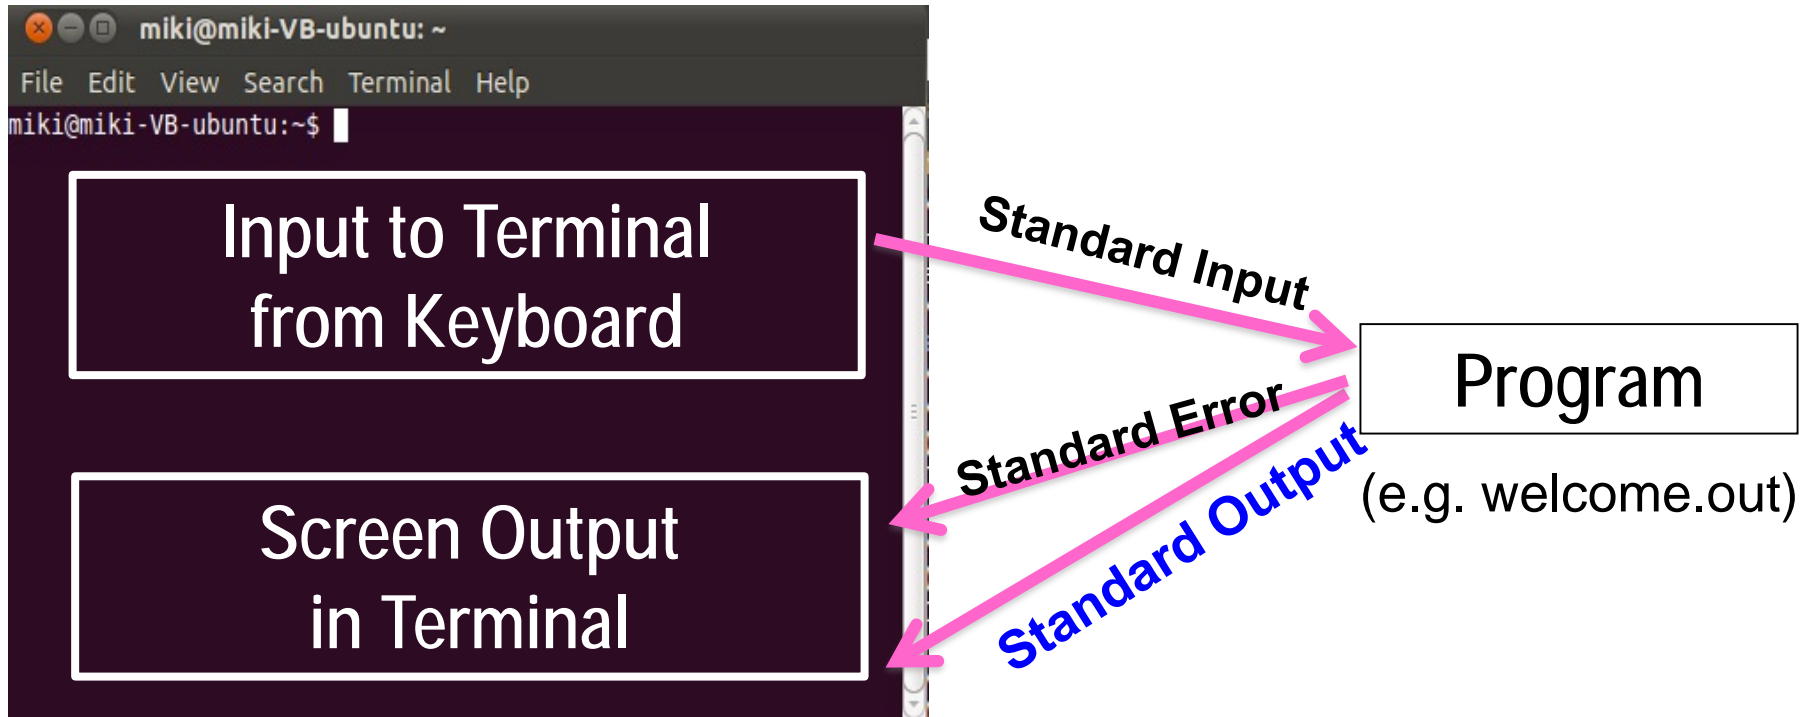 miki@miki-VB-ubuntu: ~
File Edit View Search Terminal Help
miki@miki-VB-ubuntu:~$
Input to Terminal
from Keyboard
Standard Input
Program
(e.g. welcome.out)
Standard Error
Standard Output
Screen Output
in Terminal